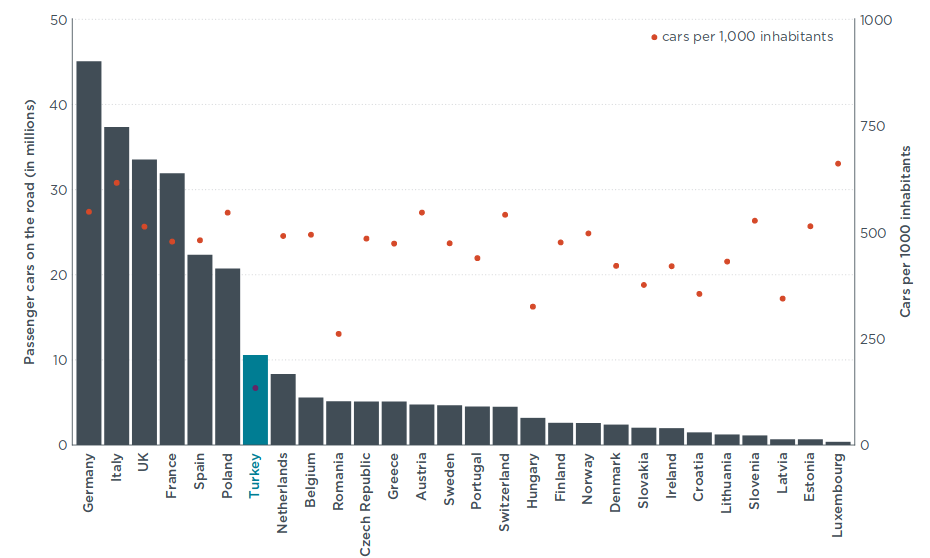 50
40
30
20
10
0
Passenger cars on the road (in millions)
cars per 1,000 inhabitants
1000
750
500
250
0
Cars per 1000 inhabitants
Germany
Italy
UK
France
Spain
Poland
Turkey
Netherlands
Belgium
Romania
Czech Republic
Greece
Austria
Sweden
Portugal
Switzerland
Hungary
Finland
Norway
Denmark
Slovakia
Ireland
Croatia
Lithuania
Slovenia
Latvia
Estonia
Luxembourg